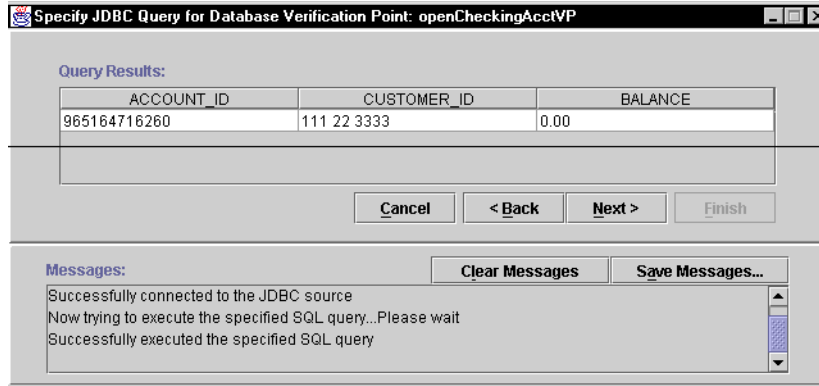 Specify JDBC Query for Database Verification Point: openCheckingAcctVP
Query Results:
ACCOUNT_ID CUSTOMER_ID BALANCE
965164716260 111 22 3333 0.00
Cancel < Back Next > Finish
Messages: Clear Messages Save Messages...
Successfully connected to the JDBC source
Now trying to execute the specified SQL query...Please wait
Successfully executed the specified SQL query